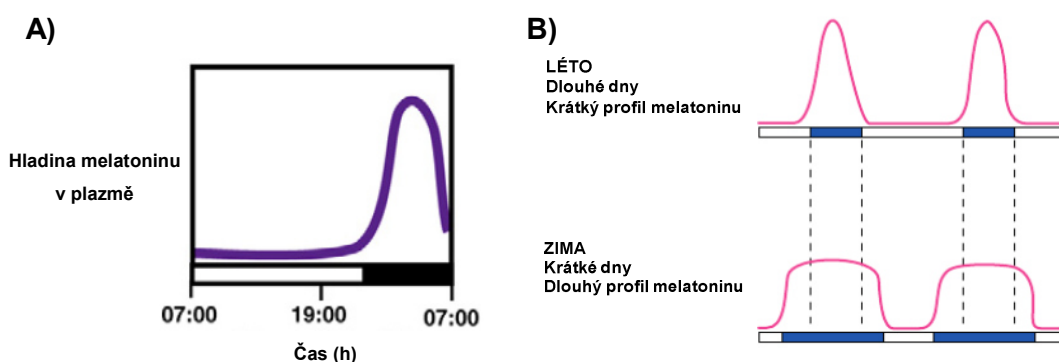 A)
Hladina melatoninu
v plazmě
07:00 19:00 07:00
Čas (h)
B)
LÉTO
Dlouhé dny
Krátký profil melatoninu
ZIMA
Krátké dny
Dlouhý profil melatoninu